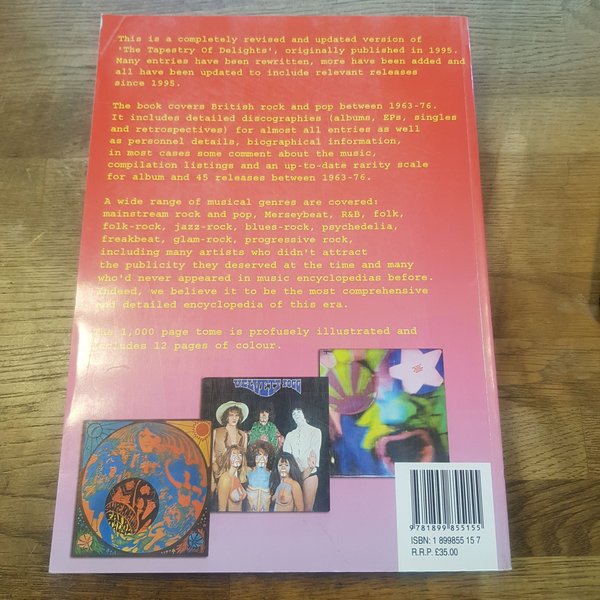 This is a completely revised and updated version of
'The Tapestry Of Delights', originally published in 1995.
Many entries have been rewritten, more have been added and
all have been updated to include relevant releases
since 1995.
The book covers British rock and pop between 1963-76.
It includes detailed discographies (albums, EPs, singles
and retrospectives) for almost all entries as well
as personnel details, biographical information,
in most cases some comment about the music,
compilation listings and an up-to-date rarity scale
for album and 45 releases between 1963-76.
A wide range of musical genres are covered:
mainstream rock and pop, Merseybeat, R&B, folk,
folk-rock, jazz-rock, blues-rock, psychedelia,
freakbeat, glam-rock, progressive rock,
including many artists who didn't attract
the publicity they deserved at the time and many
who'd never appeared in music encyclopedias before.
Indeed, we believe it to be the most comprehensive
and detailed encyclopedia of this era.
The 1,000 page tome is profusely illustrated and
includes 12 pages of colour.
9781899855155
ISBN: 1 899855 15 7
R.R.P. £35.00